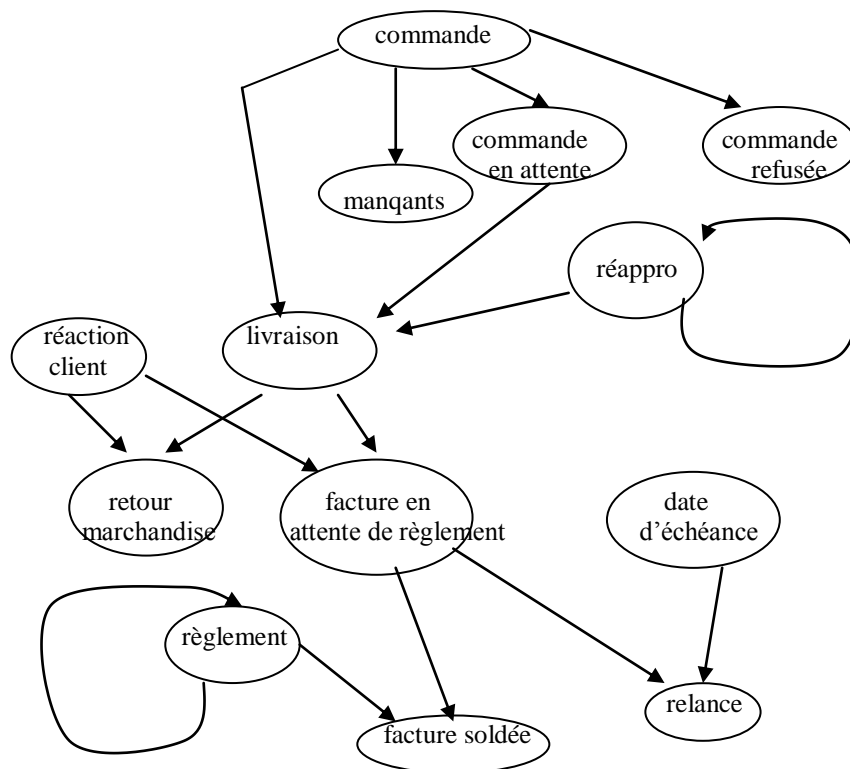 commande
commande
en attente
commande
refusée
manqants
réappro
réaction
client
livraison
retour
marchandise
facture en
attente de règlement
date
d'échéance
règlement
relance
facture soldée